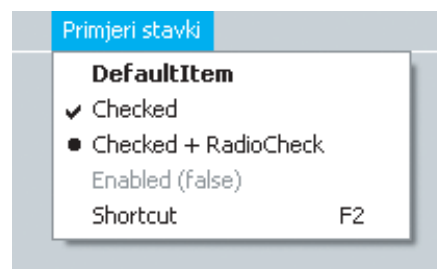 Primjeri stavki
DefaultItem
Checked
Checked + RadioCheck
Enabled (false)
Shortcut F2